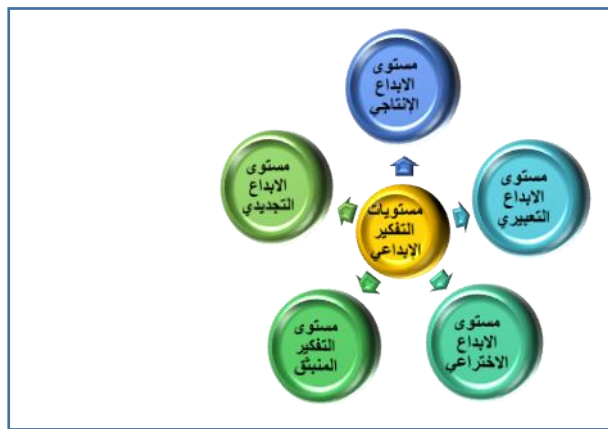 مستوى
الابداع
الإنتاجي
مستوى
الابداع
التعبيري
مستوى
الابداع
الاختراعي
مستوى
التفكير
المنبثق
مستوى
الابداع
التجديدي
مستويات
التفكير
الإبداعي